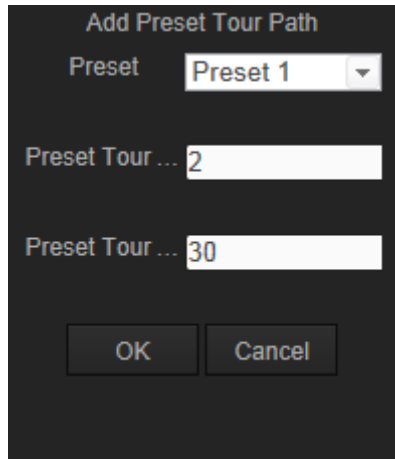 Add Preset Tour Path
Preset Preset 1
Preset Tour ... 2
Preset Tour ... 30
OK Cancel